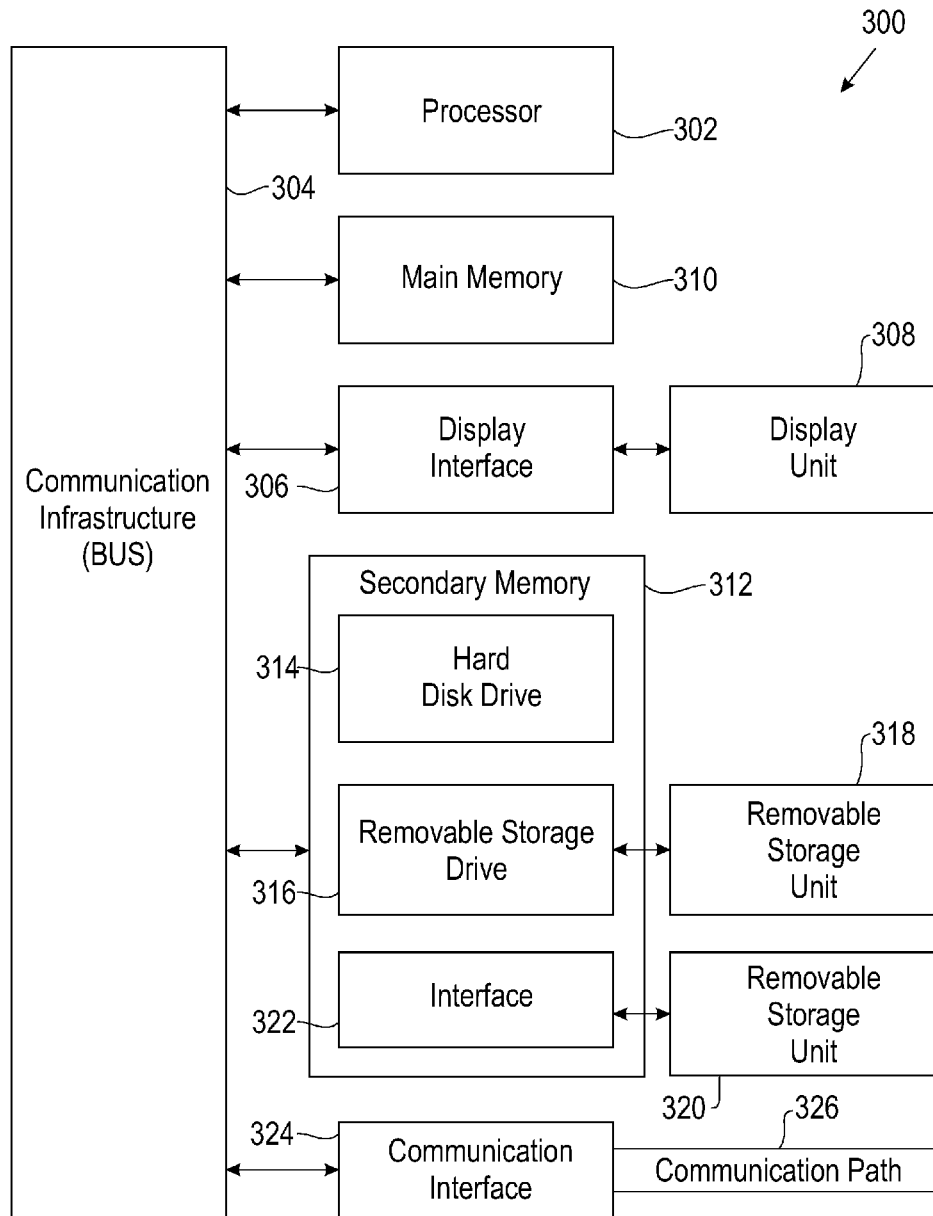 300
Processor
302
304
Main Memory
310
308
Display
Interface
306
Display
Unit
Communication
Infrastructure
(BUS)
Secondary Memory
312
314
Hard
Disk Drive
318
Removable Storage
Drive
316
Removable
Storage
Unit
Interface
322
Removable
Storage
Unit
320
326
324
Communication
Interface
Communication Path